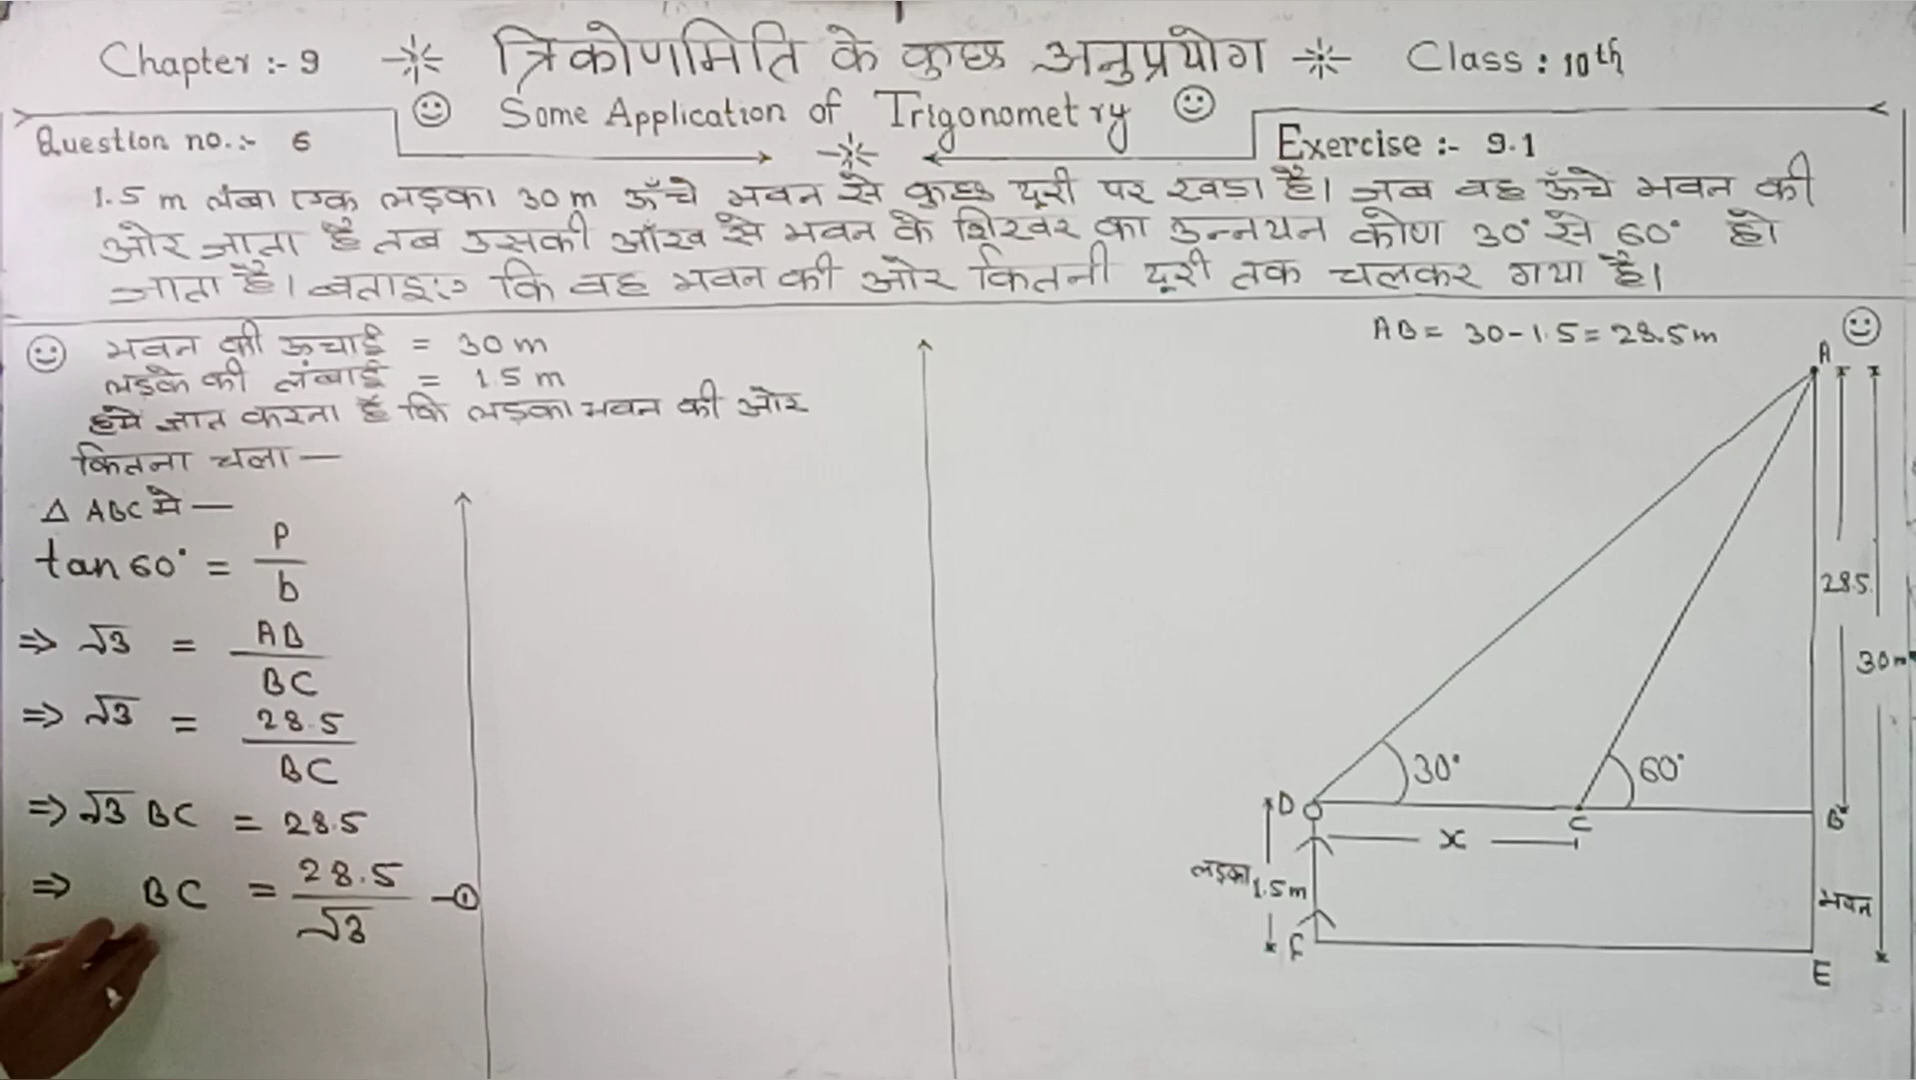 Chapter :- 9 त्रिकोणमिति के कुछ अनुप्रयोग Class : 10th
Some Application of Trigonometry
Question no. :- 6 Exercise :- 9.1
1.5 m लंबा एक लड़का 30 m ऊँचे भवन से कुछ दूरी पर खड़ा है। जब वह ऊँचे भवन की
ओर जाता है तब उसकी आँख से भवन के शिखर का उन्नयन कोण 30° से 60° हो
जाता है। बताइए कि वह भवन की ओर कितनी दूरी तक चलकर गया है।
भवन की ऊचाई = 30 m
लड़के की लंबाई = 1.5 m
हमे ज्ञात करना है कि लड़का भवन की ओर
कितना चला —
△ ABC मे —
tan 60° = P/b
⇒ √3 = AB/BC
⇒ √3 = 28.5/BC
⇒ √3 BC = 28.5
⇒ BC = 28.5/√3 —①
AB = 30 - 1.5 = 28.5 m
A
28.5
30 m
30°
60°
D
C
B
x
लड़का
1.5 m
भवन
F
E